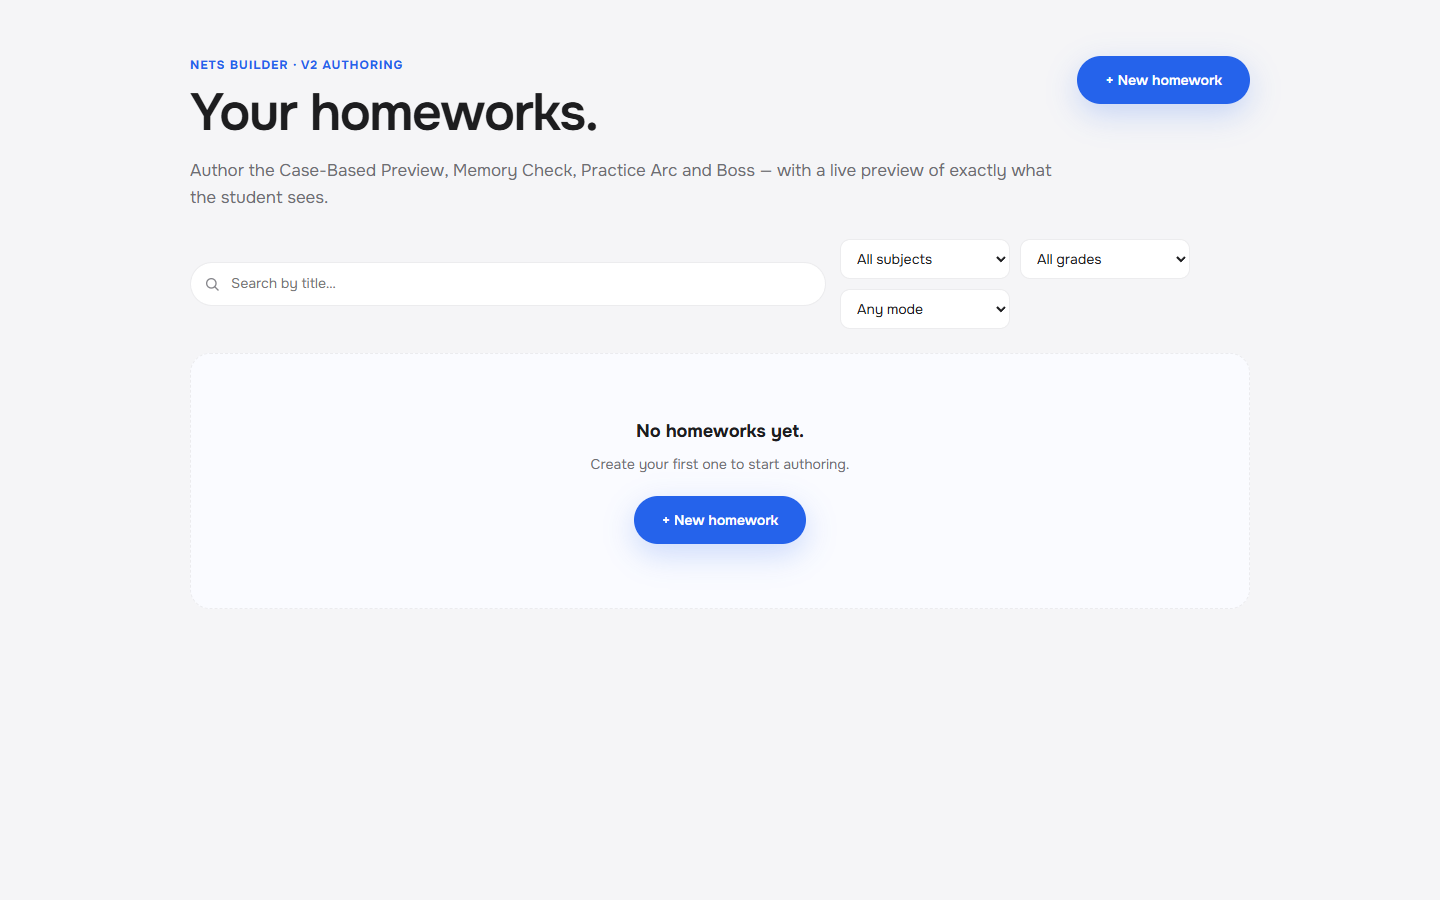 NETS BUILDER · V2 AUTHORING
+ New homework
Your homeworks.
Author the Case-Based Preview, Memory Check, Practice Arc and Boss — with a live preview of exactly what
the student sees.
Search by title...
All subjects
All grades
Any mode
No homeworks yet.
Create your first one to start authoring.
+ New homework